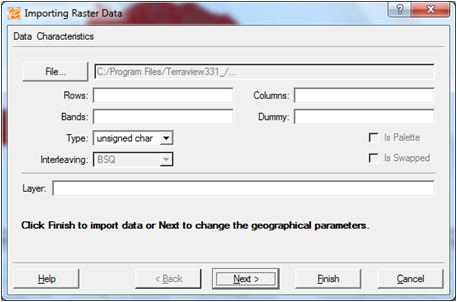 Importing Raster Data
Data Characteristics
File... C:/Program Files/Terraview331_/...
Rows: Columns:
Bands: Dummy:
Type: unsigned char Is Palette
Interleaving: BSQ Is Swapped
Layer:
Click Finish to import data or Next to change the geographical parameters.
Help < Back Next > Finish Cancel